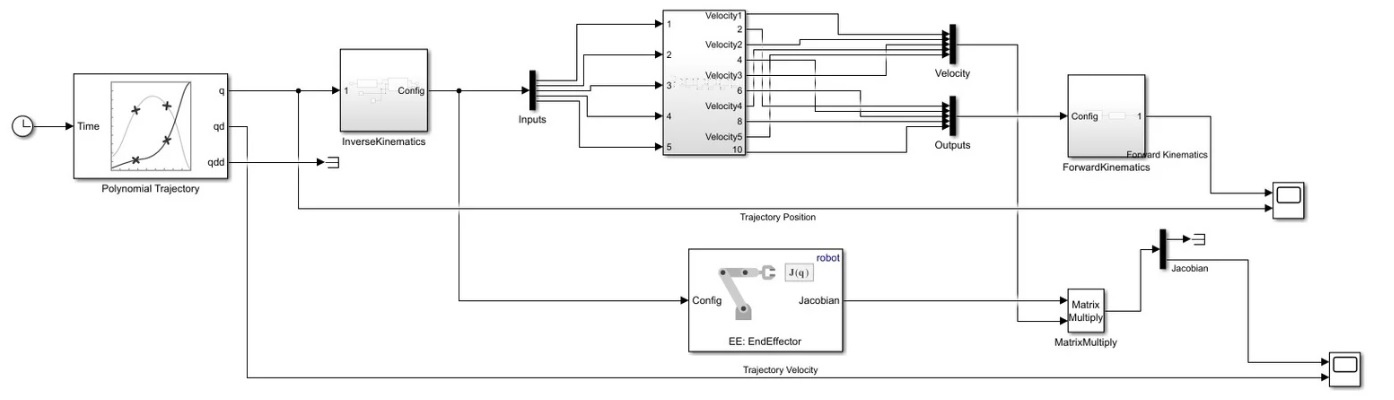 Time
q
qd
qdd
Polynomial Trajectory
1
Config
InverseKinematics
Inputs
1
2
3
4
5
Velocity1
2
Velocity2
4
Velocity3
6
Velocity4
8
Velocity5
10
Velocity
Outputs
Config
1
Forward Kinematics
ForwardKinematics
Trajectory Position
robot
J(q)
Config
Jacobian
EE: EndEffector
Matrix
Multiply
MatrixMultiply
Jacobian
Trajectory Velocity